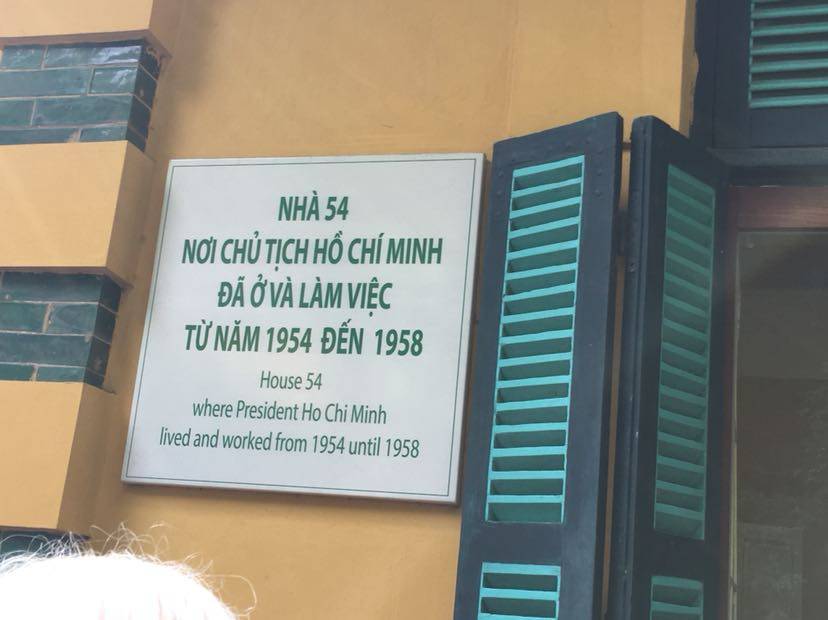 NHÀ 54
NƠI CHỦ TỊCH HỒ CHÍ MINH
ĐÃ Ở VÀ LÀM VIỆC
TỪ NĂM 1954 ĐẾN 1958
House 54
where President Ho Chi Minh
lived and worked from 1954 until 1958